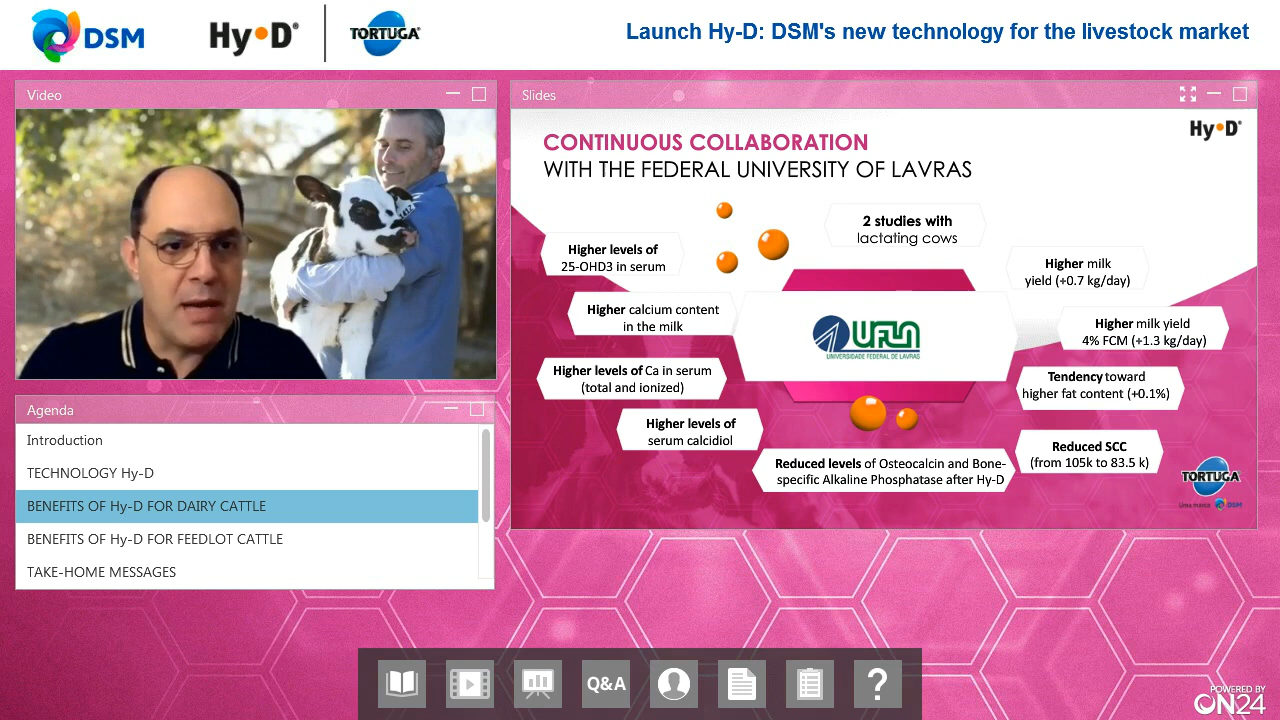 DSM
Hy•D®
TORTUGA
Launch Hy-D: DSM's new technology for the livestock market
Video
Slides
Hy•D®
CONTINUOUS COLLABORATION
WITH THE FEDERAL UNIVERSITY OF LAVRAS
2 studies with
lactating cows
Higher levels of
25-OHD3 in serum
Higher milk
yield (+0.7 kg/day)
Higher calcium content
in the milk
UFLA
UNIVERSIDADE FEDERAL DE LAVRAS
Higher milk yield
4% FCM (+1.3 kg/day)
Higher levels of Ca in serum
(total and ionized)
Tendency toward
higher fat content (+0.1%)
Higher levels of
serum calcidiol
Reduced SCC
(from 105k to 83.5 k)
Reduced levels of Osteocalcin and Bone-
specific Alkaline Phosphatase after Hy-D
TORTUGA
Uma marca DSM
Agenda
Introduction
TECHNOLOGY Hy-D
BENEFITS OF Hy-D FOR DAIRY CATTLE
BENEFITS OF Hy-D FOR FEEDLOT CATTLE
TAKE-HOME MESSAGES
Q&A
?
POWERED BY
ON24